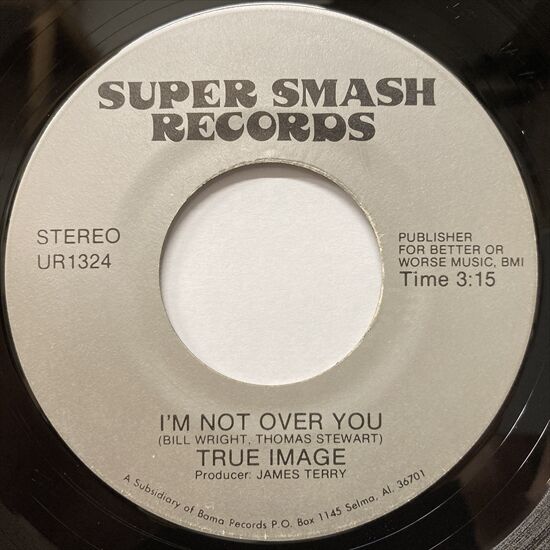 SUPER SMASH
RECORDS
STEREO
UR1324
PUBLISHER
FOR BETTER OR
WORSE MUSIC, BMI
Time 3:15
I'M NOT OVER YOU
(BILL WRIGHT, THOMAS STEWART)
TRUE IMAGE
Producer: JAMES TERRY
A Subsidiary of Bama Records P.O. Box 1145 Selma, Al. 36701